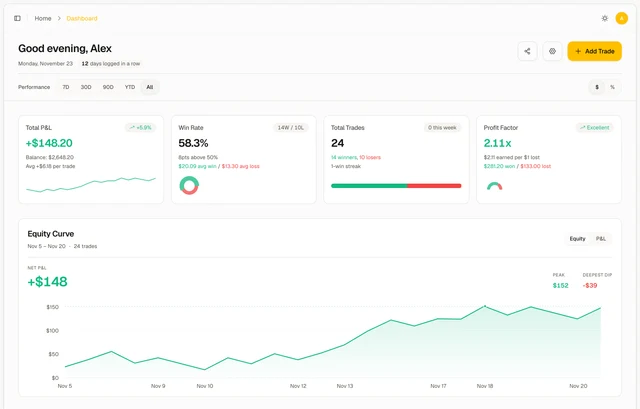 Home > Dashboard
A
Good evening, Alex
Monday, November 23 12 days logged in a row
+ Add Trade
Performance 7D 30D 90D YTD All
$ %
Total P&L +5.9%
+$148.20
Balance: $2,648.20
Avg +$6.18 per trade
Win Rate 14W / 10L
58.3%
8pts above 50%
$20.09 avg win / $13.30 avg loss
Total Trades 0 this week
24
14 winners, 10 losers
1-win streak
Profit Factor Excellent
2.11x
$2.11 earned per $1 lost
$281.20 won / $133.00 lost
Equity Curve
Nov 5 – Nov 20 · 24 trades
Equity P&L
NET P&L
+$148
PEAK
$152
DEEPEST DIP
-$39
$150
$100
$50
$0
Nov 5 Nov 9 Nov 10 Nov 12 Nov 13 Nov 17 Nov 18 Nov 20